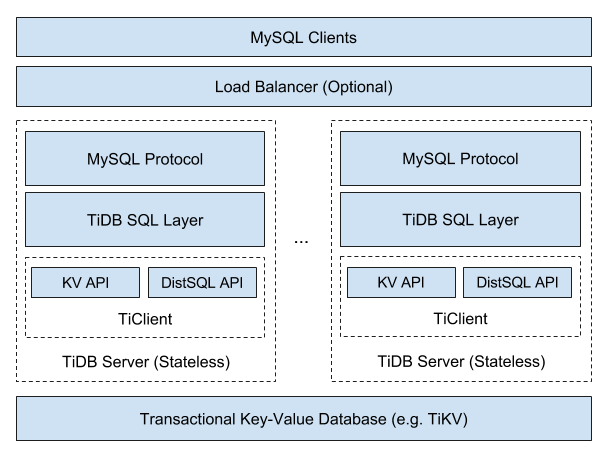 MySQL Clients
Load Balancer (Optional)
MySQL Protocol
TiDB SQL Layer
KV API
DistSQL API
TiClient
TiDB Server (Stateless)
...
MySQL Protocol
TiDB SQL Layer
KV API
DistSQL API
TiClient
TiDB Server (Stateless)
Transactional Key-Value Database (e.g. TiKV)